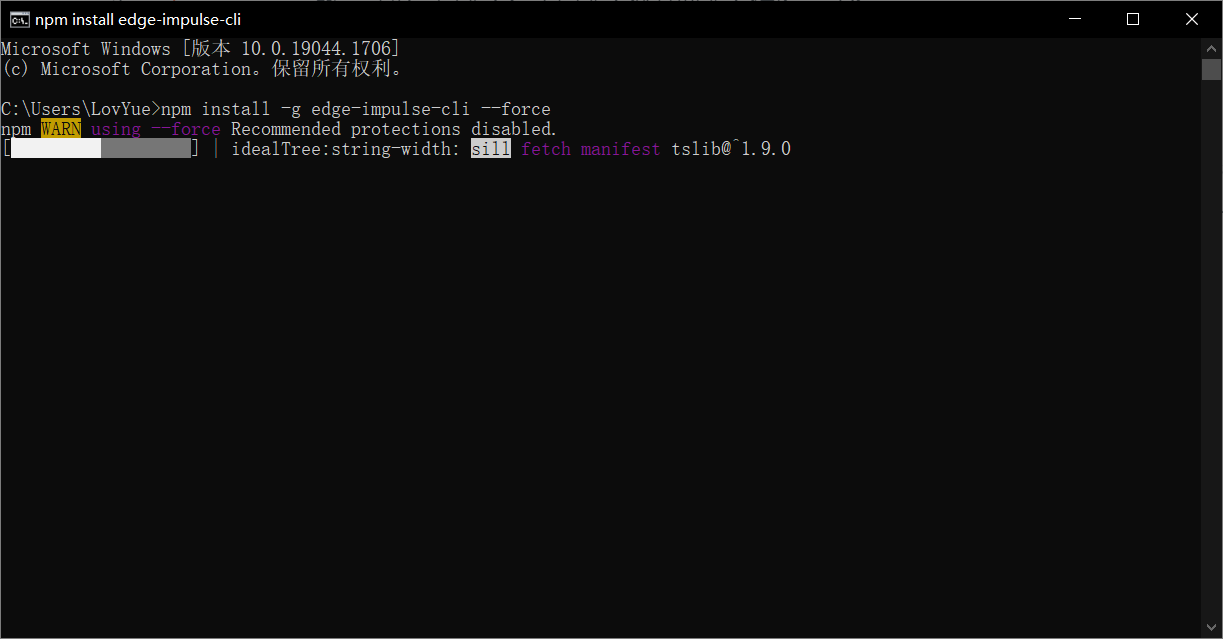 npm install edge-impulse-cli
Microsoft Windows [版本 10.0.19044.1706]
(c) Microsoft Corporation。保留所有权利。
C:\Users\LovYue>npm install -g edge-impulse-cli --force
npm WARN using --force Recommended protections disabled.
[] | idealTree:string-width: sill fetch manifest tslib@^1.9.0